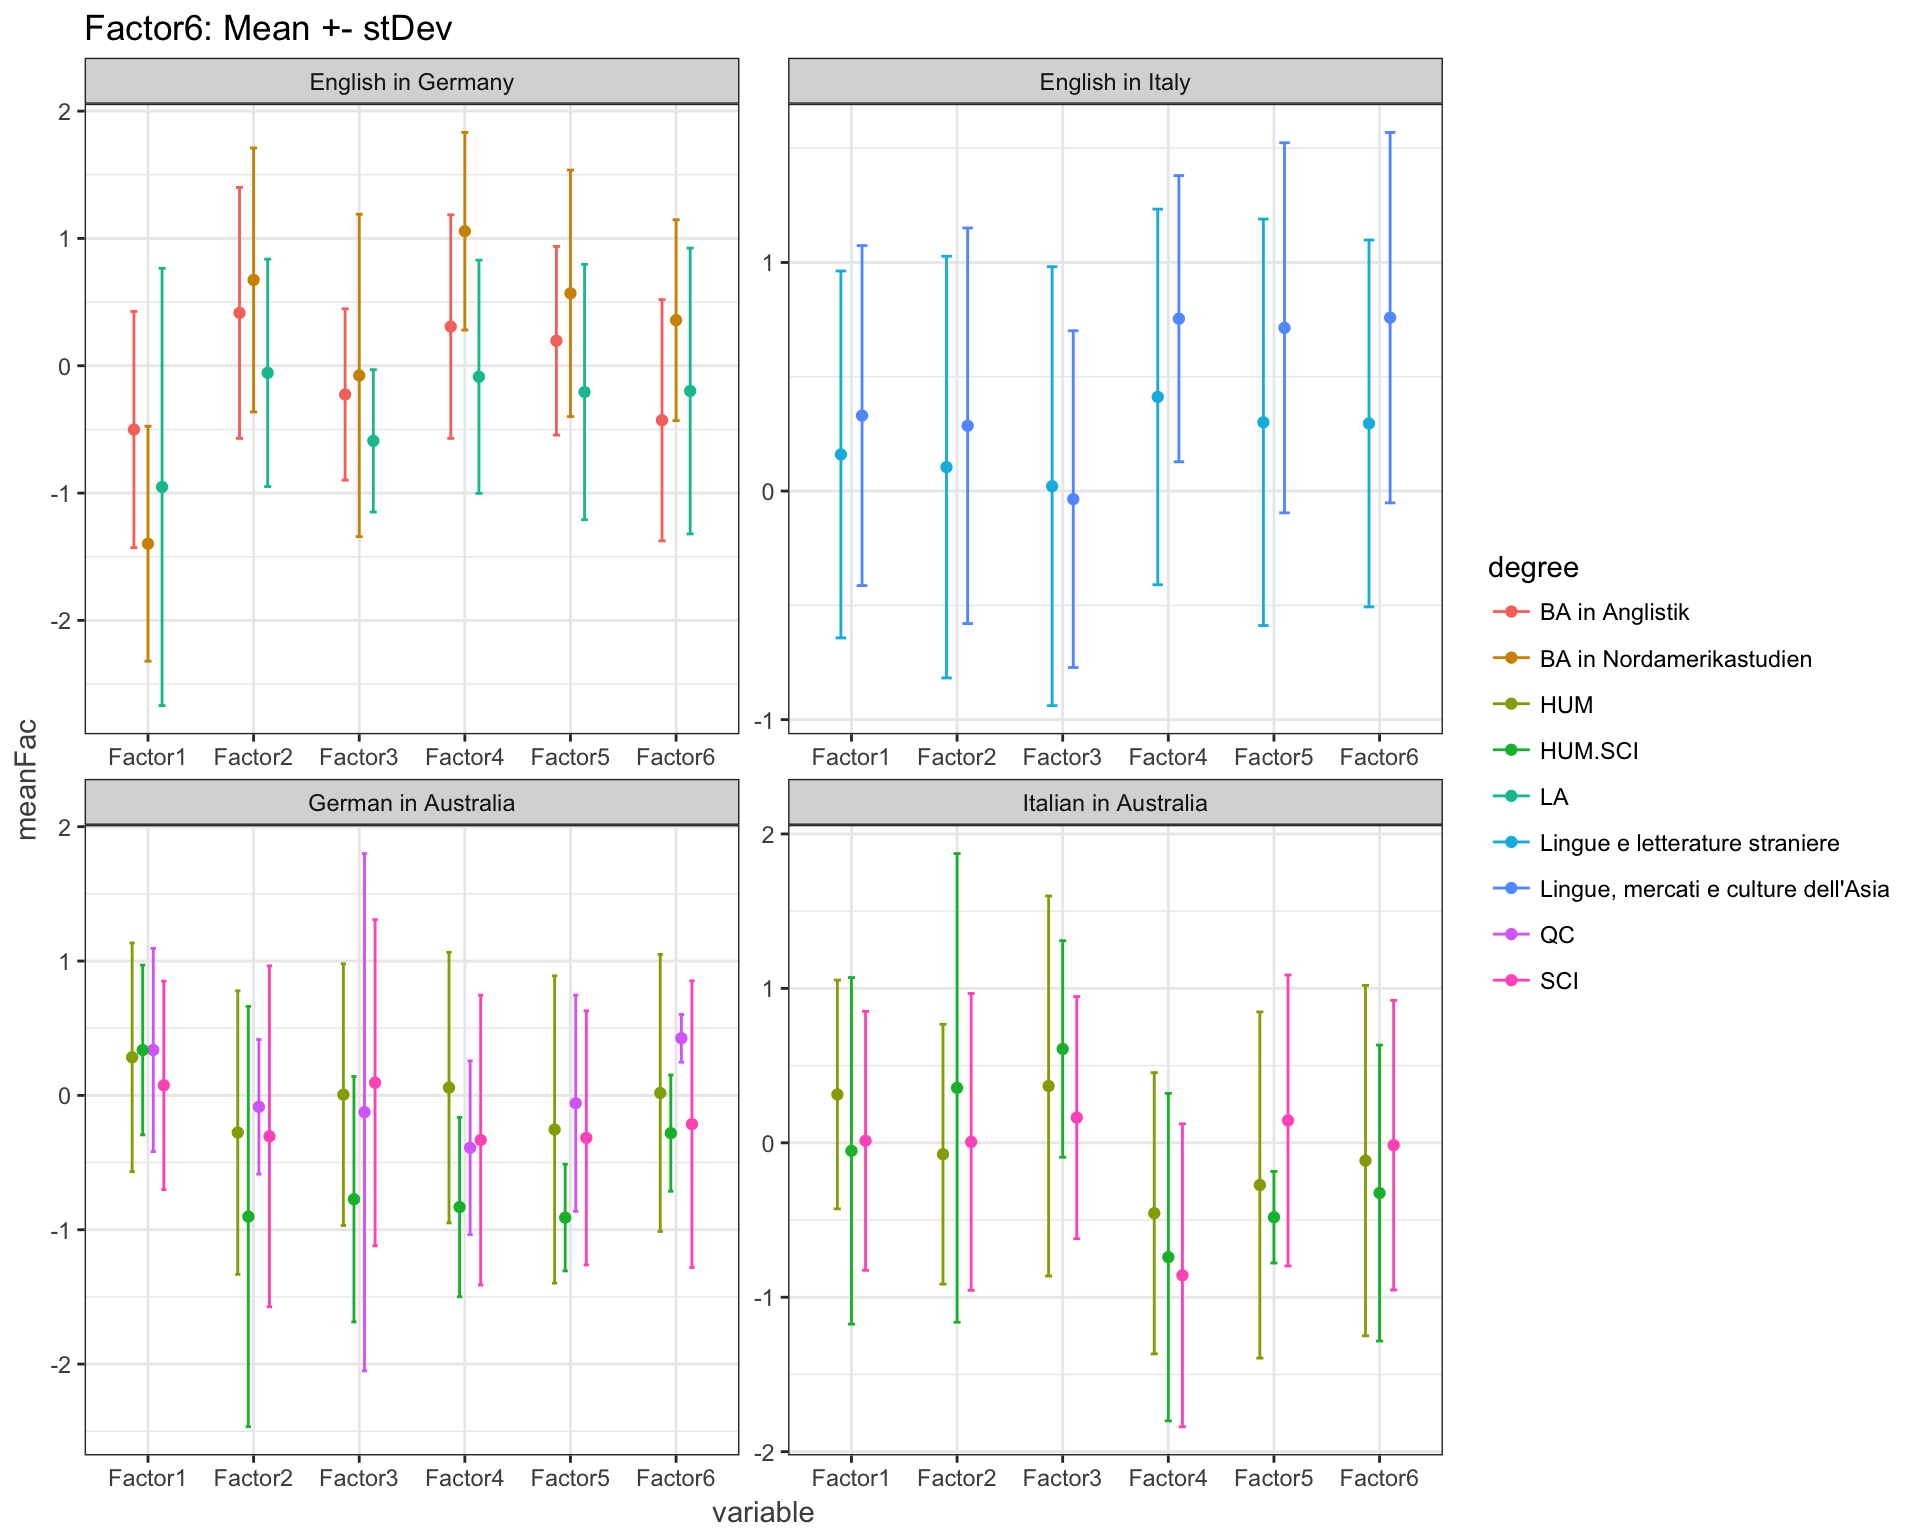 Factor6: Mean +- stDev
English in Germany
English in Italy
2
1
0
-1
-2
1
0
-1
Factor1 Factor2 Factor3 Factor4 Factor5 Factor6
Factor1 Factor2 Factor3 Factor4 Factor5 Factor6
meanFac
German in Australia
Italian in Australia
2
1
0
-1
-2
2
1
0
-1
-2
Factor1 Factor2 Factor3 Factor4 Factor5 Factor6
Factor1 Factor2 Factor3 Factor4 Factor5 Factor6
variable
degree
BA in Anglistik
BA in Nordamerikastudien
HUM
HUM.SCI
LA
Lingue e letterature straniere
Lingue, mercati e culture dell'Asia
QC
SCI